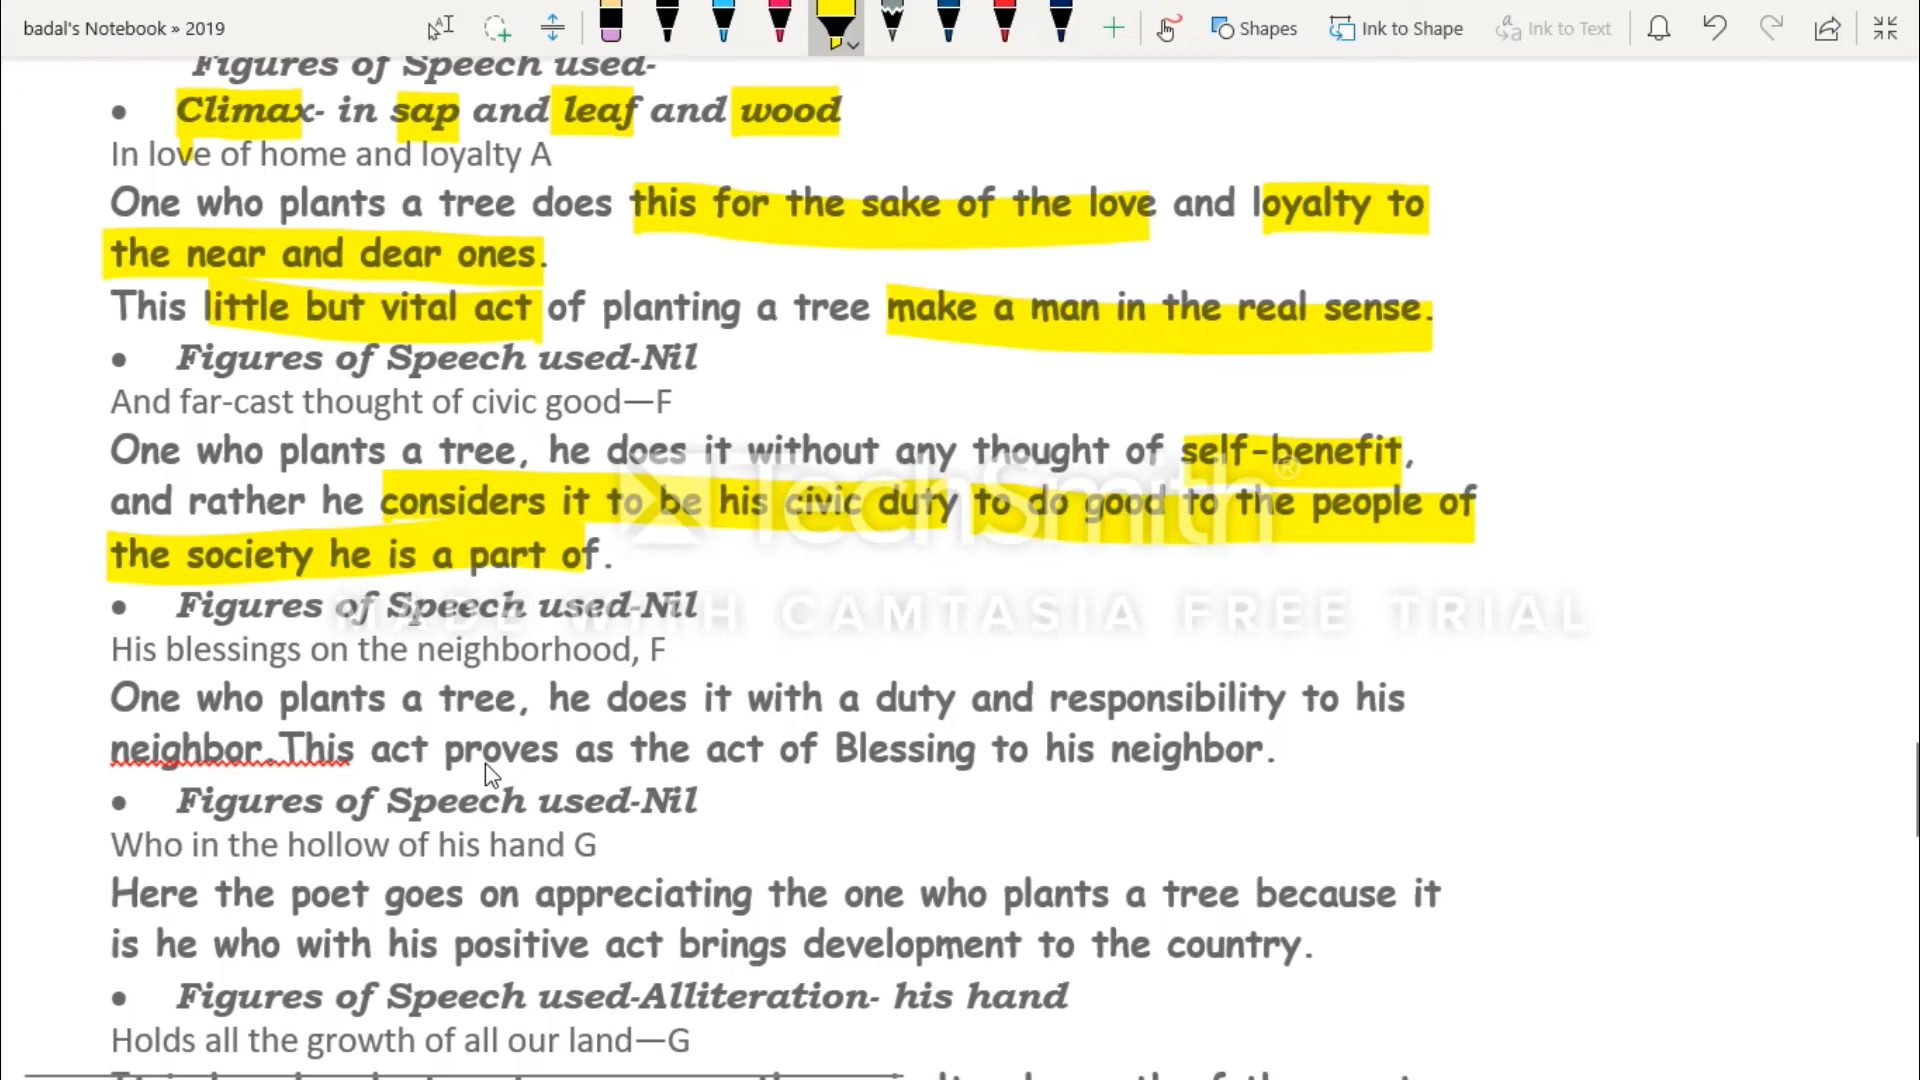 badal's Notebook » 2019
Shapes
Ink to Shape
Ink to Text
Figures of Speech used-
• Climax- in sap and leaf and wood
In love of home and loyalty A
One who plants a tree does this for the sake of the love and loyalty to
the near and dear ones.
This little but vital act of planting a tree make a man in the real sense.
• Figures of Speech used-Nil
And far-cast thought of civic good—F
One who plants a tree, he does it without any thought of self-benefit,
and rather he considers it to be his civic duty to do good to the people of
the society he is a part of.
TechSmith®
MADE WITH CAMTASIA FREE TRIAL
• Figures of Speech used-Nil
His blessings on the neighborhood, F
One who plants a tree, he does it with a duty and responsibility to his
neighbor.This act proves as the act of Blessing to his neighbor.
• Figures of Speech used-Nil
Who in the hollow of his hand G
Here the poet goes on appreciating the one who plants a tree because it
is he who with his positive act brings development to the country.
• Figures of Speech used-Alliteration- his hand
Holds all the growth of all our land—G